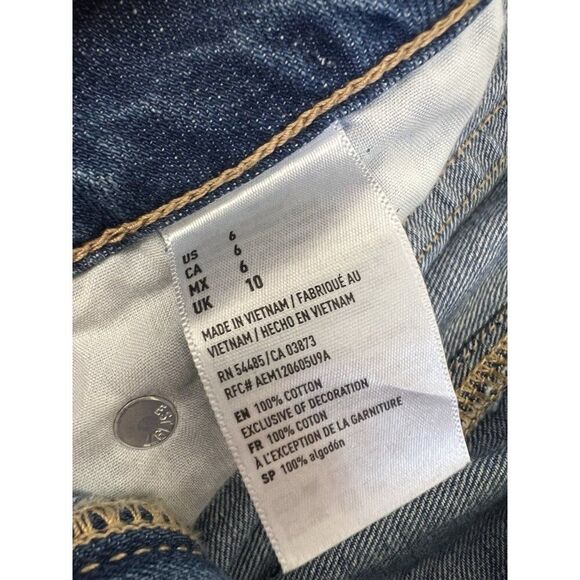 US 6
CA 6
MX 6
UK 10
MADE IN VIETNAM / FABRIQUÉ AU
VIETNAM / HECHO EN VIETNAM
RN 54485 / CA 03873
RFC# AEM120605U9A
EN 100% COTTON
EXCLUSIVE OF DECORATION
FR 100% COTON
À L'EXCEPTION DE LA GARNITURE
SP 100% algodón